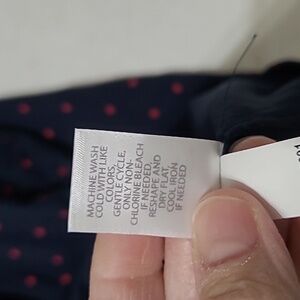 MACHINE WASH
COLD WITH LIKE
COLORS,
GENTLE CYCLE,
ONLY NON-
CHLORINE BLEACH
IF NEEDED,
RESHAPE AND
DRY FLAT
COOL IRON
IF NEEDED